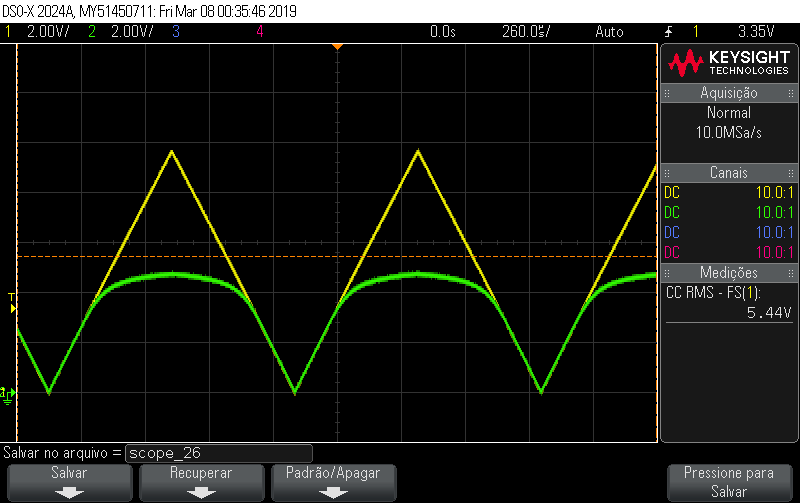 DSO-X 2024A, MY51450711: Fri Mar 08 00:35:46 2019
1 2.00V/ 2 2.00V/ 3 4 0.0s 260.0㎲/ Auto 1 3.35V
KEYSIGHT
TECHNOLOGIES
Aquisição
Normal
10.0MSa/s
Canais
DC 10.0:1
DC 10.0:1
DC 10.0:1
DC 10.0:1
Medições
CC RMS - FS(1):
5.44V
T
Salvar no arquivo = scope_26
Salvar
Recuperar
Padrão/Apagar
Pressione para
Salvar